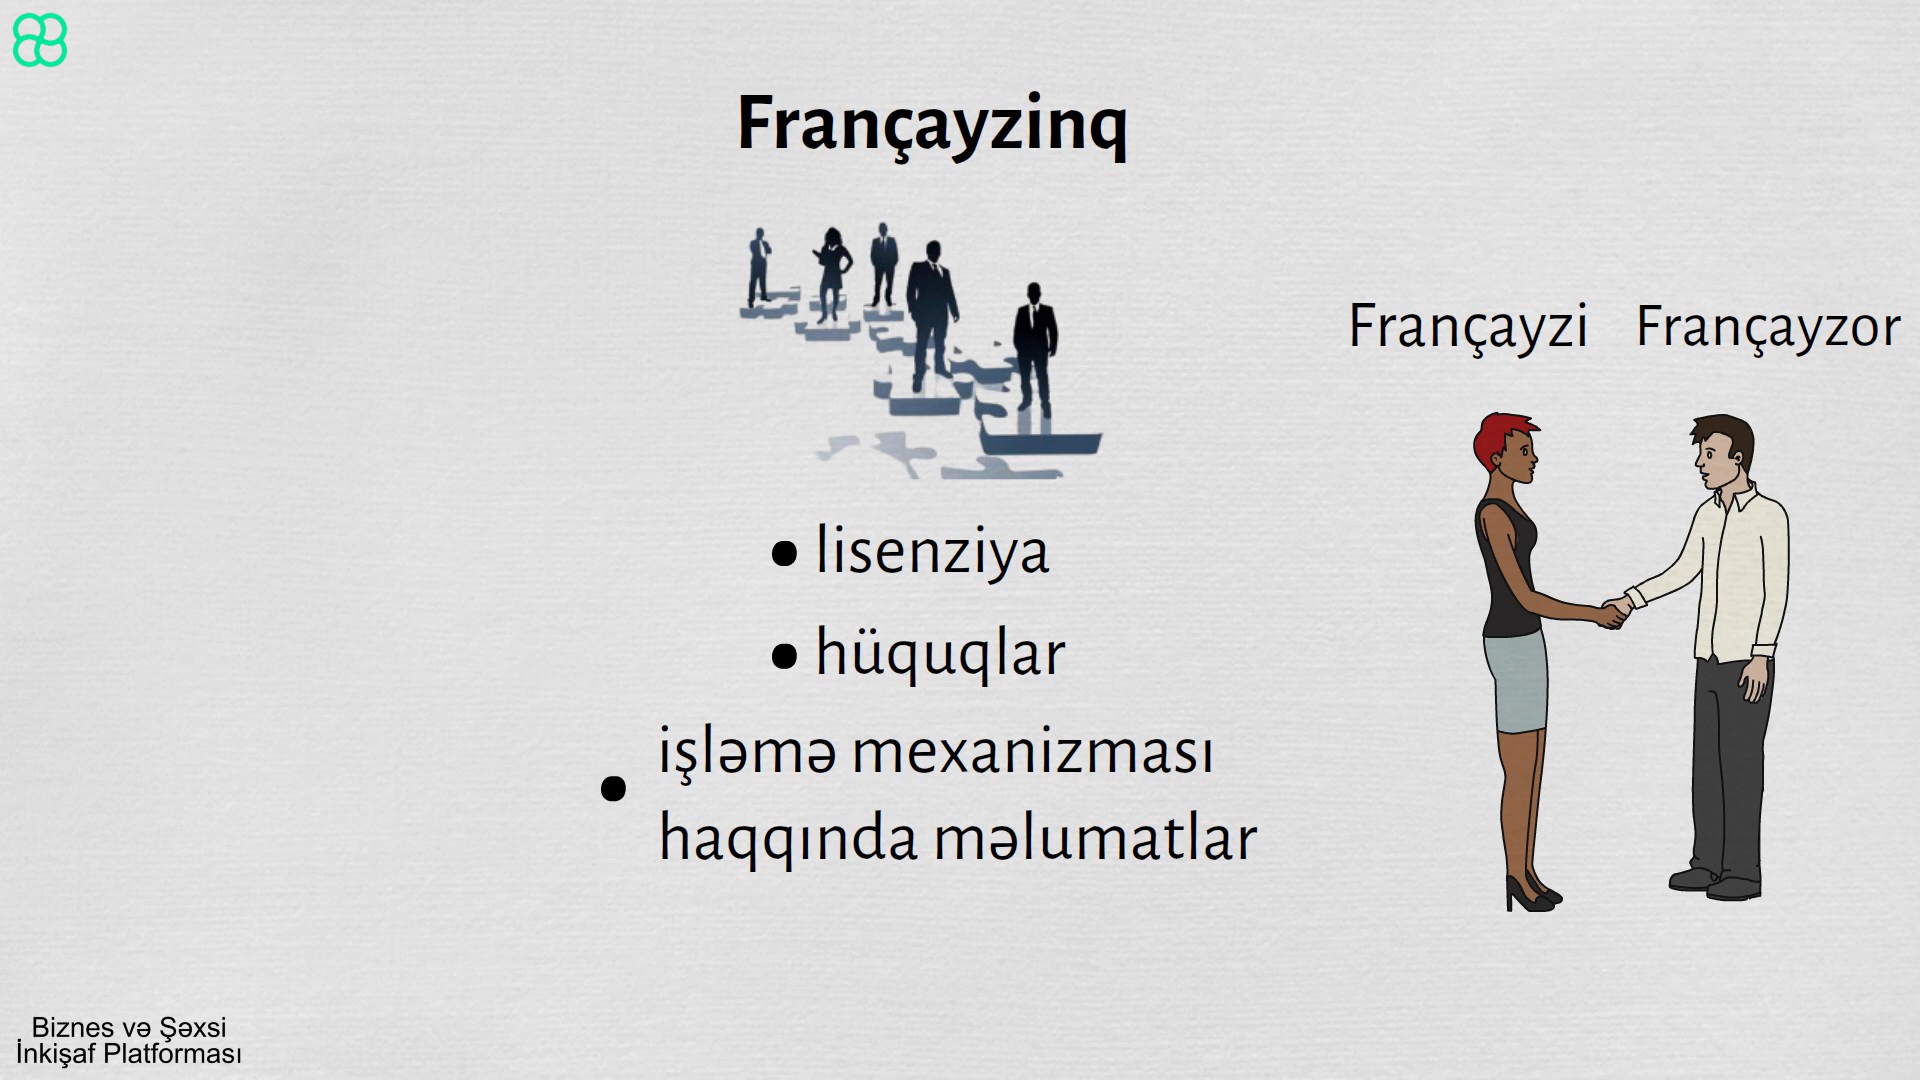 Françayzinq
Françayzi Françayzor
• lisenziya
• hüquqlar
• işləmə mexanizması
haqqında məlumatlar
Biznes və Şəxsi
İnkişaf Platforması